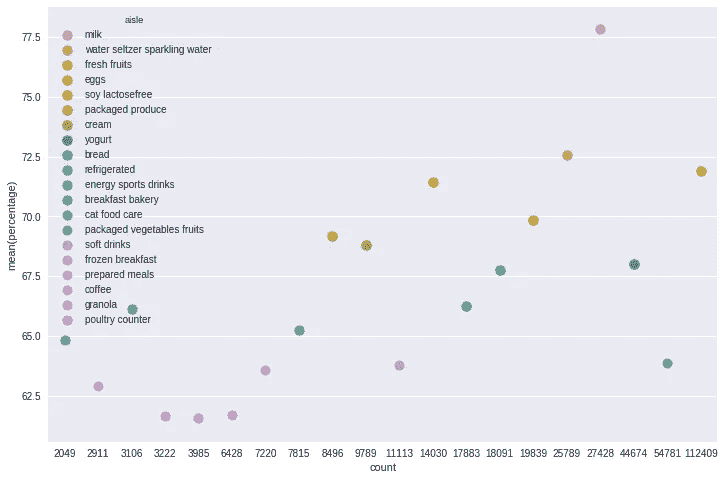 aisle
milk
water seltzer sparkling water
fresh fruits
eggs
soy lactosefree
packaged produce
cream
yogurt
bread
refrigerated
energy sports drinks
breakfast bakery
cat food care
packaged vegetables fruits
soft drinks
frozen breakfast
prepared meals
coffee
granola
poultry counter
77.5
75.0
72.5
70.0
67.5
65.0
62.5
mean(percentage)
2049 2911 3106 3222 3985 6428 7220 7815 8496 9789 11113 14030 17883 18091 19839 25789 27428 44674 54781 112409
count